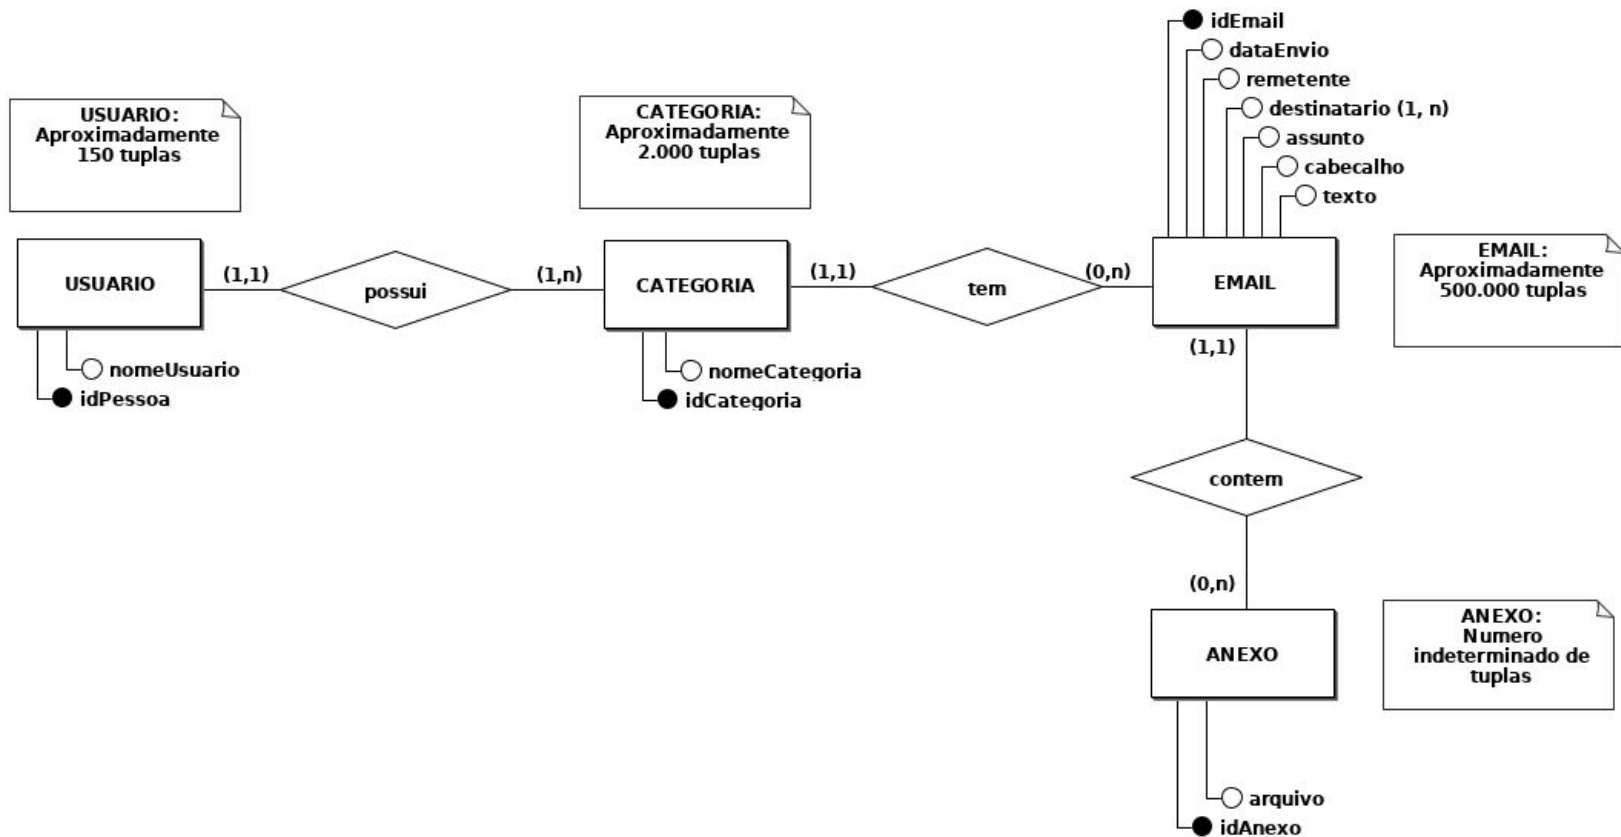 idEmail
dataEnvio
remetente
destinatario (1, n)
assunto
cabecalho
texto
USUARIO:
Aproximadamente
150 tuplas
CATEGORIA:
Aproximadamente
2.000 tuplas
EMAIL:
Aproximadamente
500.000 tuplas
USUARIO
(1,1)
possui
(1,n)
CATEGORIA
(1,1)
tem
(0,n)
EMAIL
nomeUsuario
idPessoa
nomeCategoria
idCategoria
(1,1)
contem
(0,n)
ANEXO
ANEXO:
Numero
indeterminado de
tuplas
arquivo
idAnexo